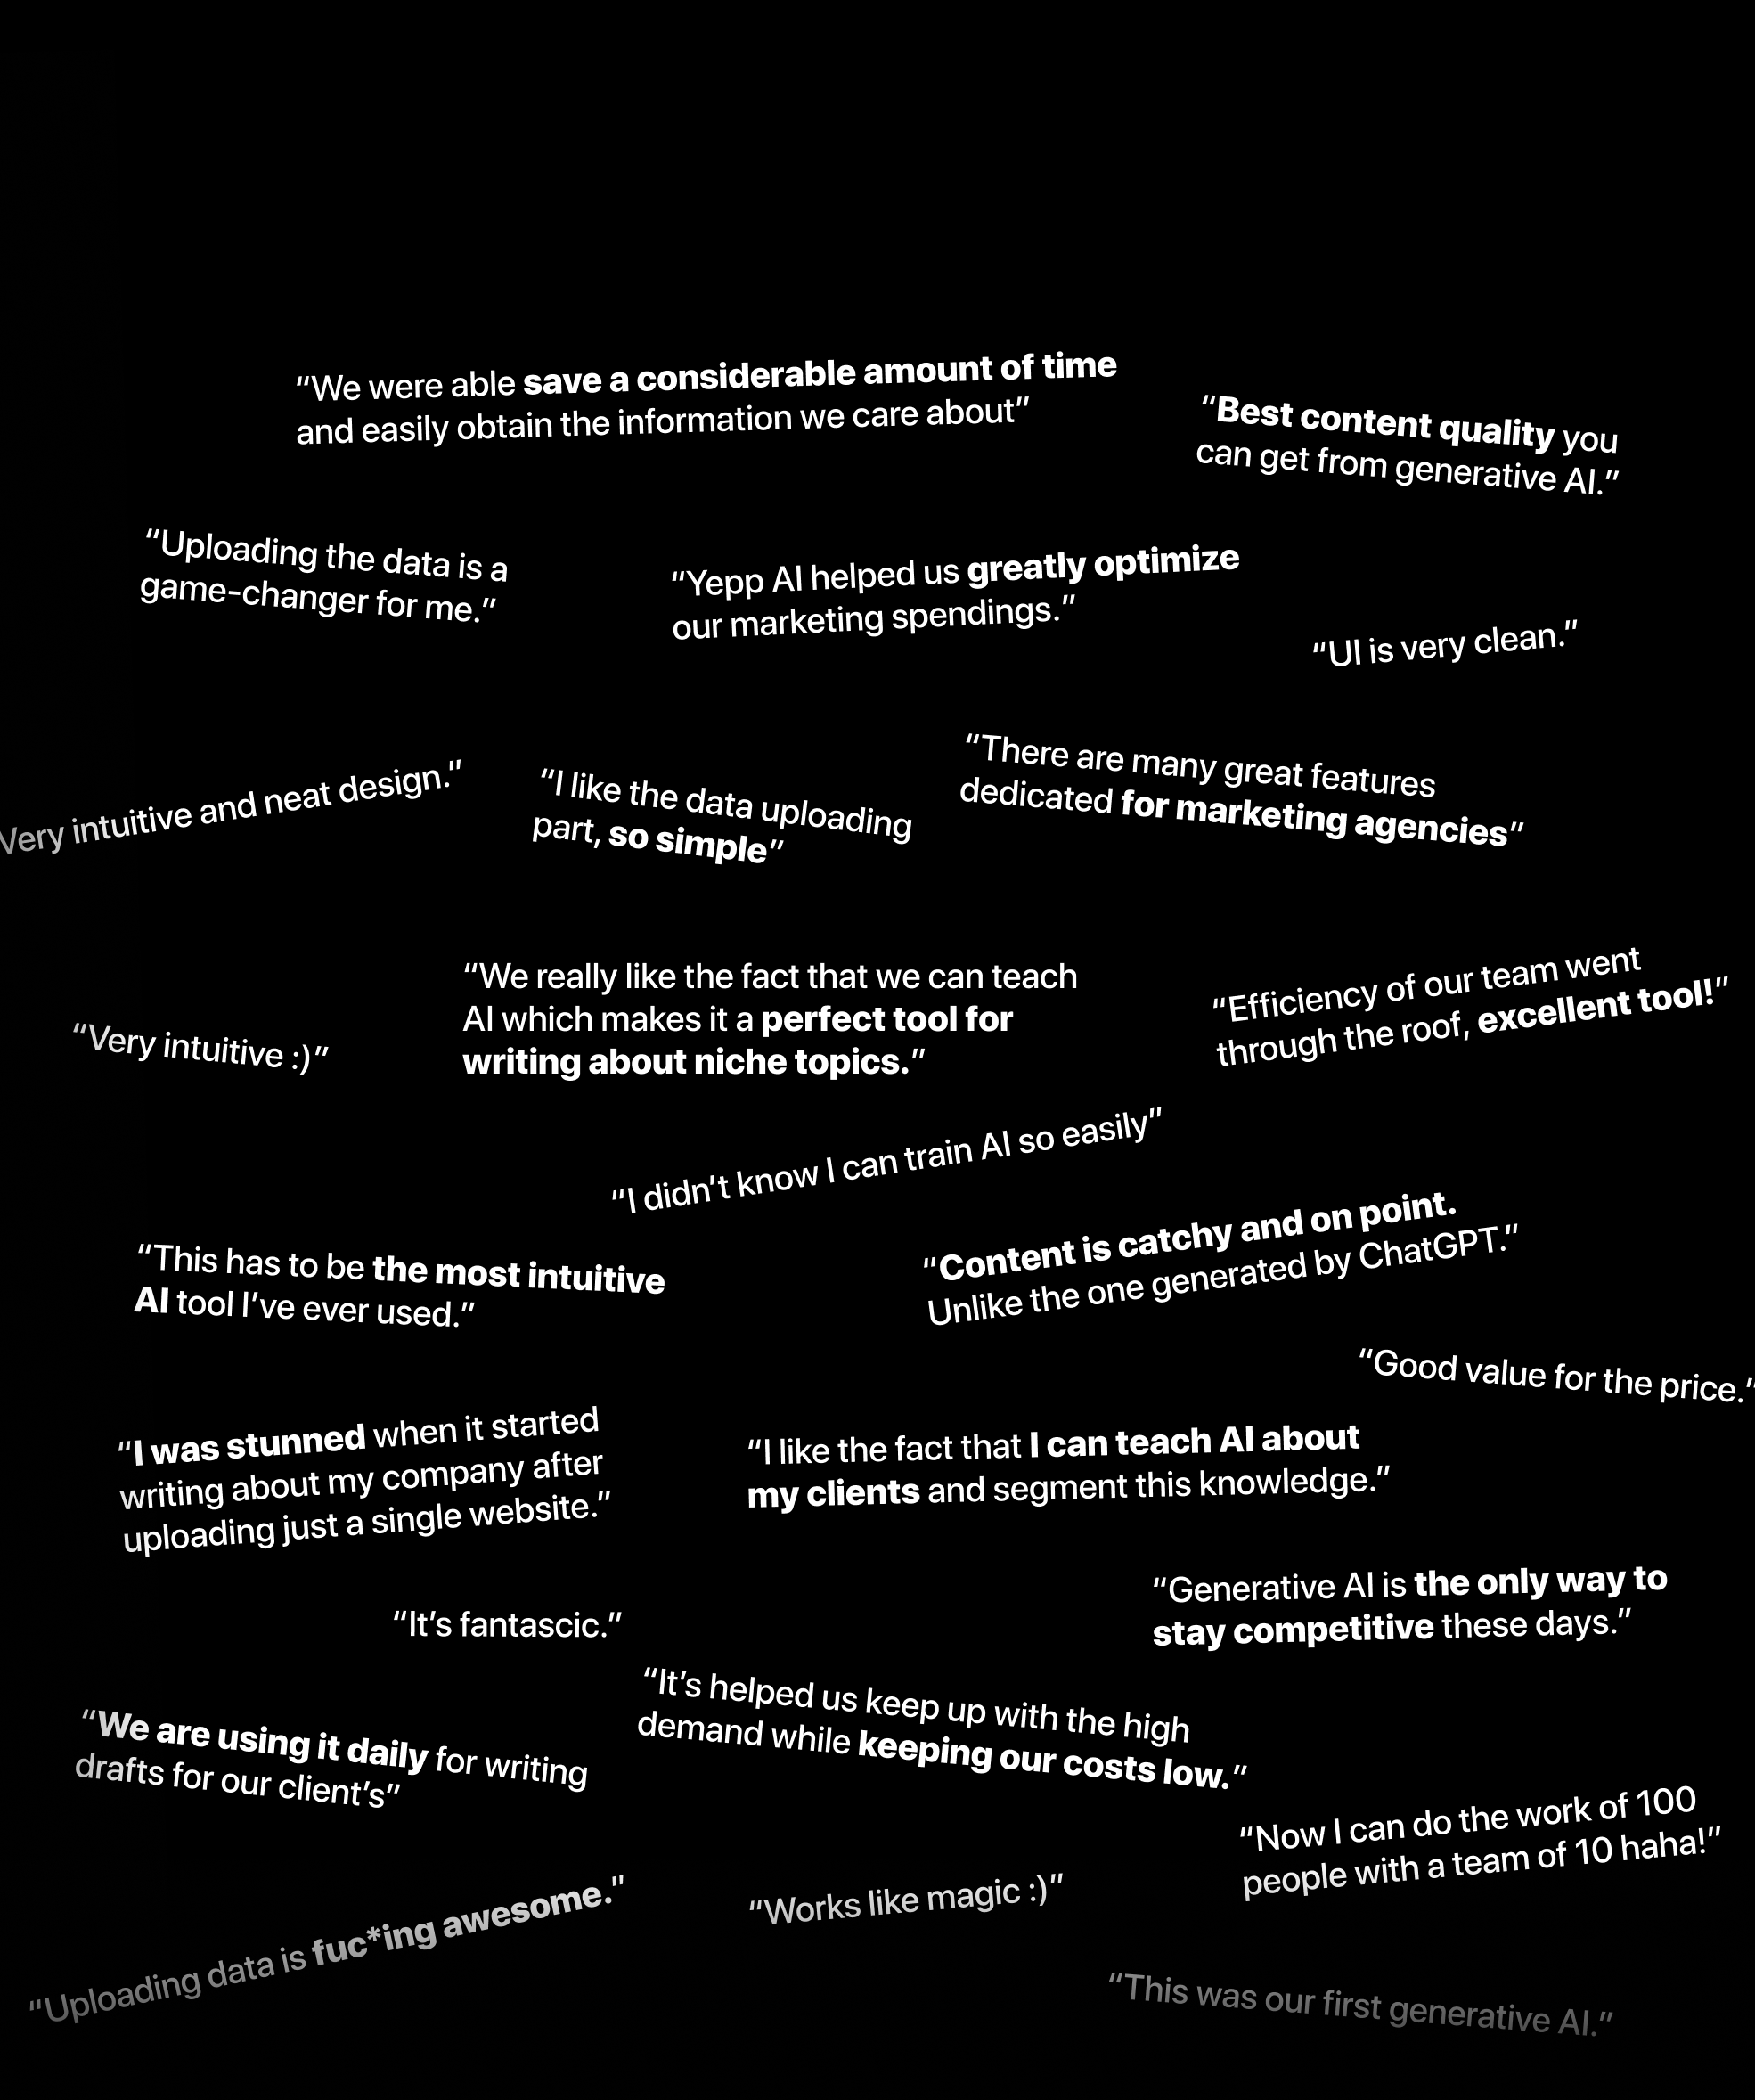 “We were able save a considerable amount of time
and easily obtain the information we care about”
“Best content quality you
can get from generative AI.”
“Uploading the data is a
game-changer for me.”
“Yepp AI helped us greatly optimize
our marketing spendings.”
“UI is very clean.”
Very intuitive and neat design.”
“I like the data uploading
part, so simple”
“There are many great features
dedicated for marketing agencies”
“We really like the fact that we can teach
AI which makes it a perfect tool for
writing about niche topics.”
“Efficiency of our team went
through the roof, excellent tool!”
“Very intuitive :)”
“I didn’t know I can train AI so easily”
“This has to be the most intuitive
AI tool I’ve ever used.”
“Content is catchy and on point.
Unlike the one generated by ChatGPT.”
“Good value for the price.”
“I was stunned when it started
writing about my company after
uploading just a single website.”
“I like the fact that I can teach AI about
my clients and segment this knowledge.”
“Generative AI is the only way to
stay competitive these days.”
“It’s fantascic.”
“It’s helped us keep up with the high
demand while keeping our costs low.”
“We are using it daily for writing
drafts for our client’s”
“Now I can do the work of 100
people with a team of 10 haha!”
“Uploading data is fuc*ing awesome.”
“Works like magic :)”
“This was our first generative AI.”